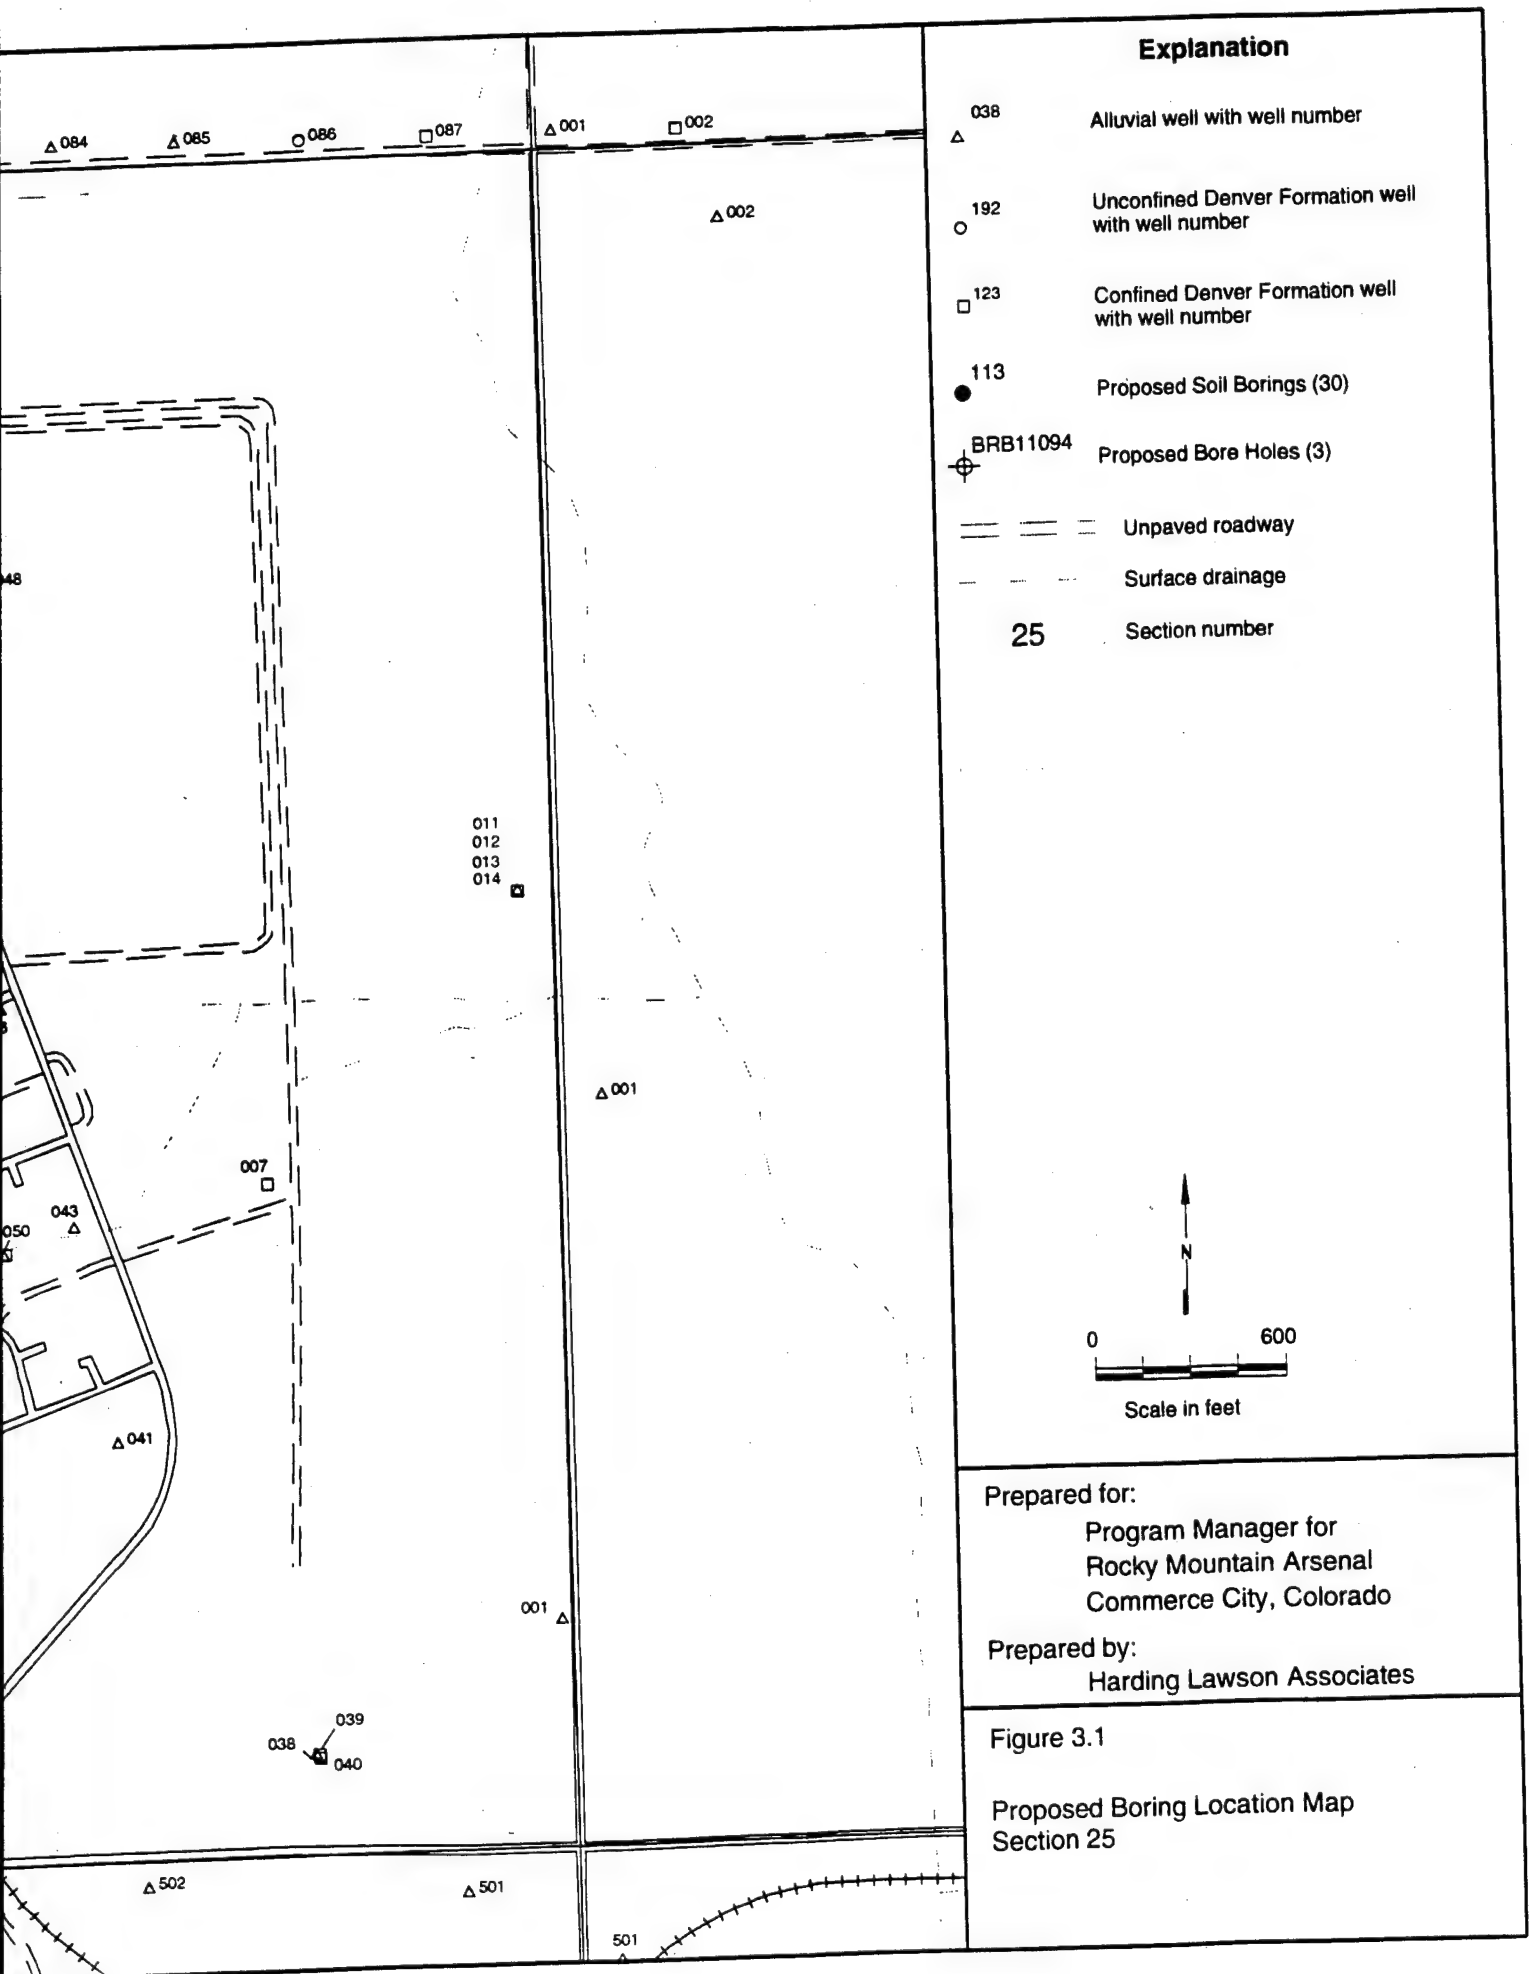 084
085
086
087
001
002
002
48
011
012
013
014
001
007
043
050
041
001
039
038
040
502
501
501
Explanation
038
Alluvial well with well number
192
Unconfined Denver Formation well
with well number
123
Confined Denver Formation well
with well number
113
Proposed Soil Borings (30)
BRB11094
Proposed Bore Holes (3)
Unpaved roadway
Surface drainage
25
Section number
N
0
600
Scale in feet
Prepared for:
Program Manager for
Rocky Mountain Arsenal
Commerce City, Colorado
Prepared by:
Harding Lawson Associates
Figure 3.1
Proposed Boring Location Map
Section 25